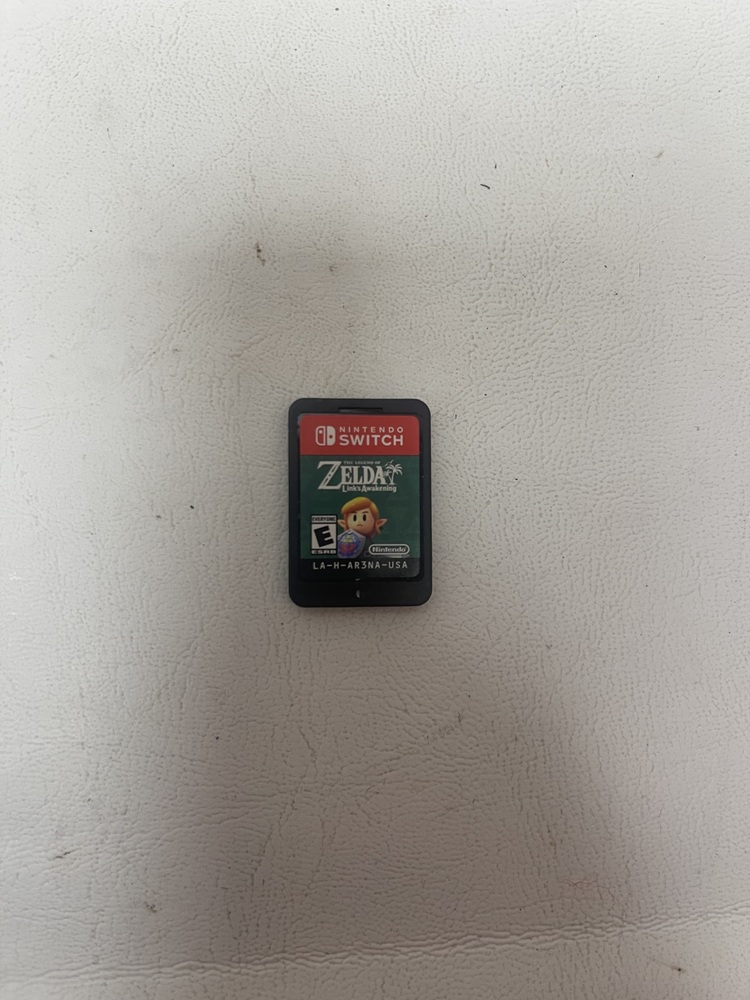 NINTENDO
SWITCH
THE LEGEND OF
ZELDA
Link's Awakening
EVERYONE
E
ESRB
Nintendo
LA-H-AR3NA-USA